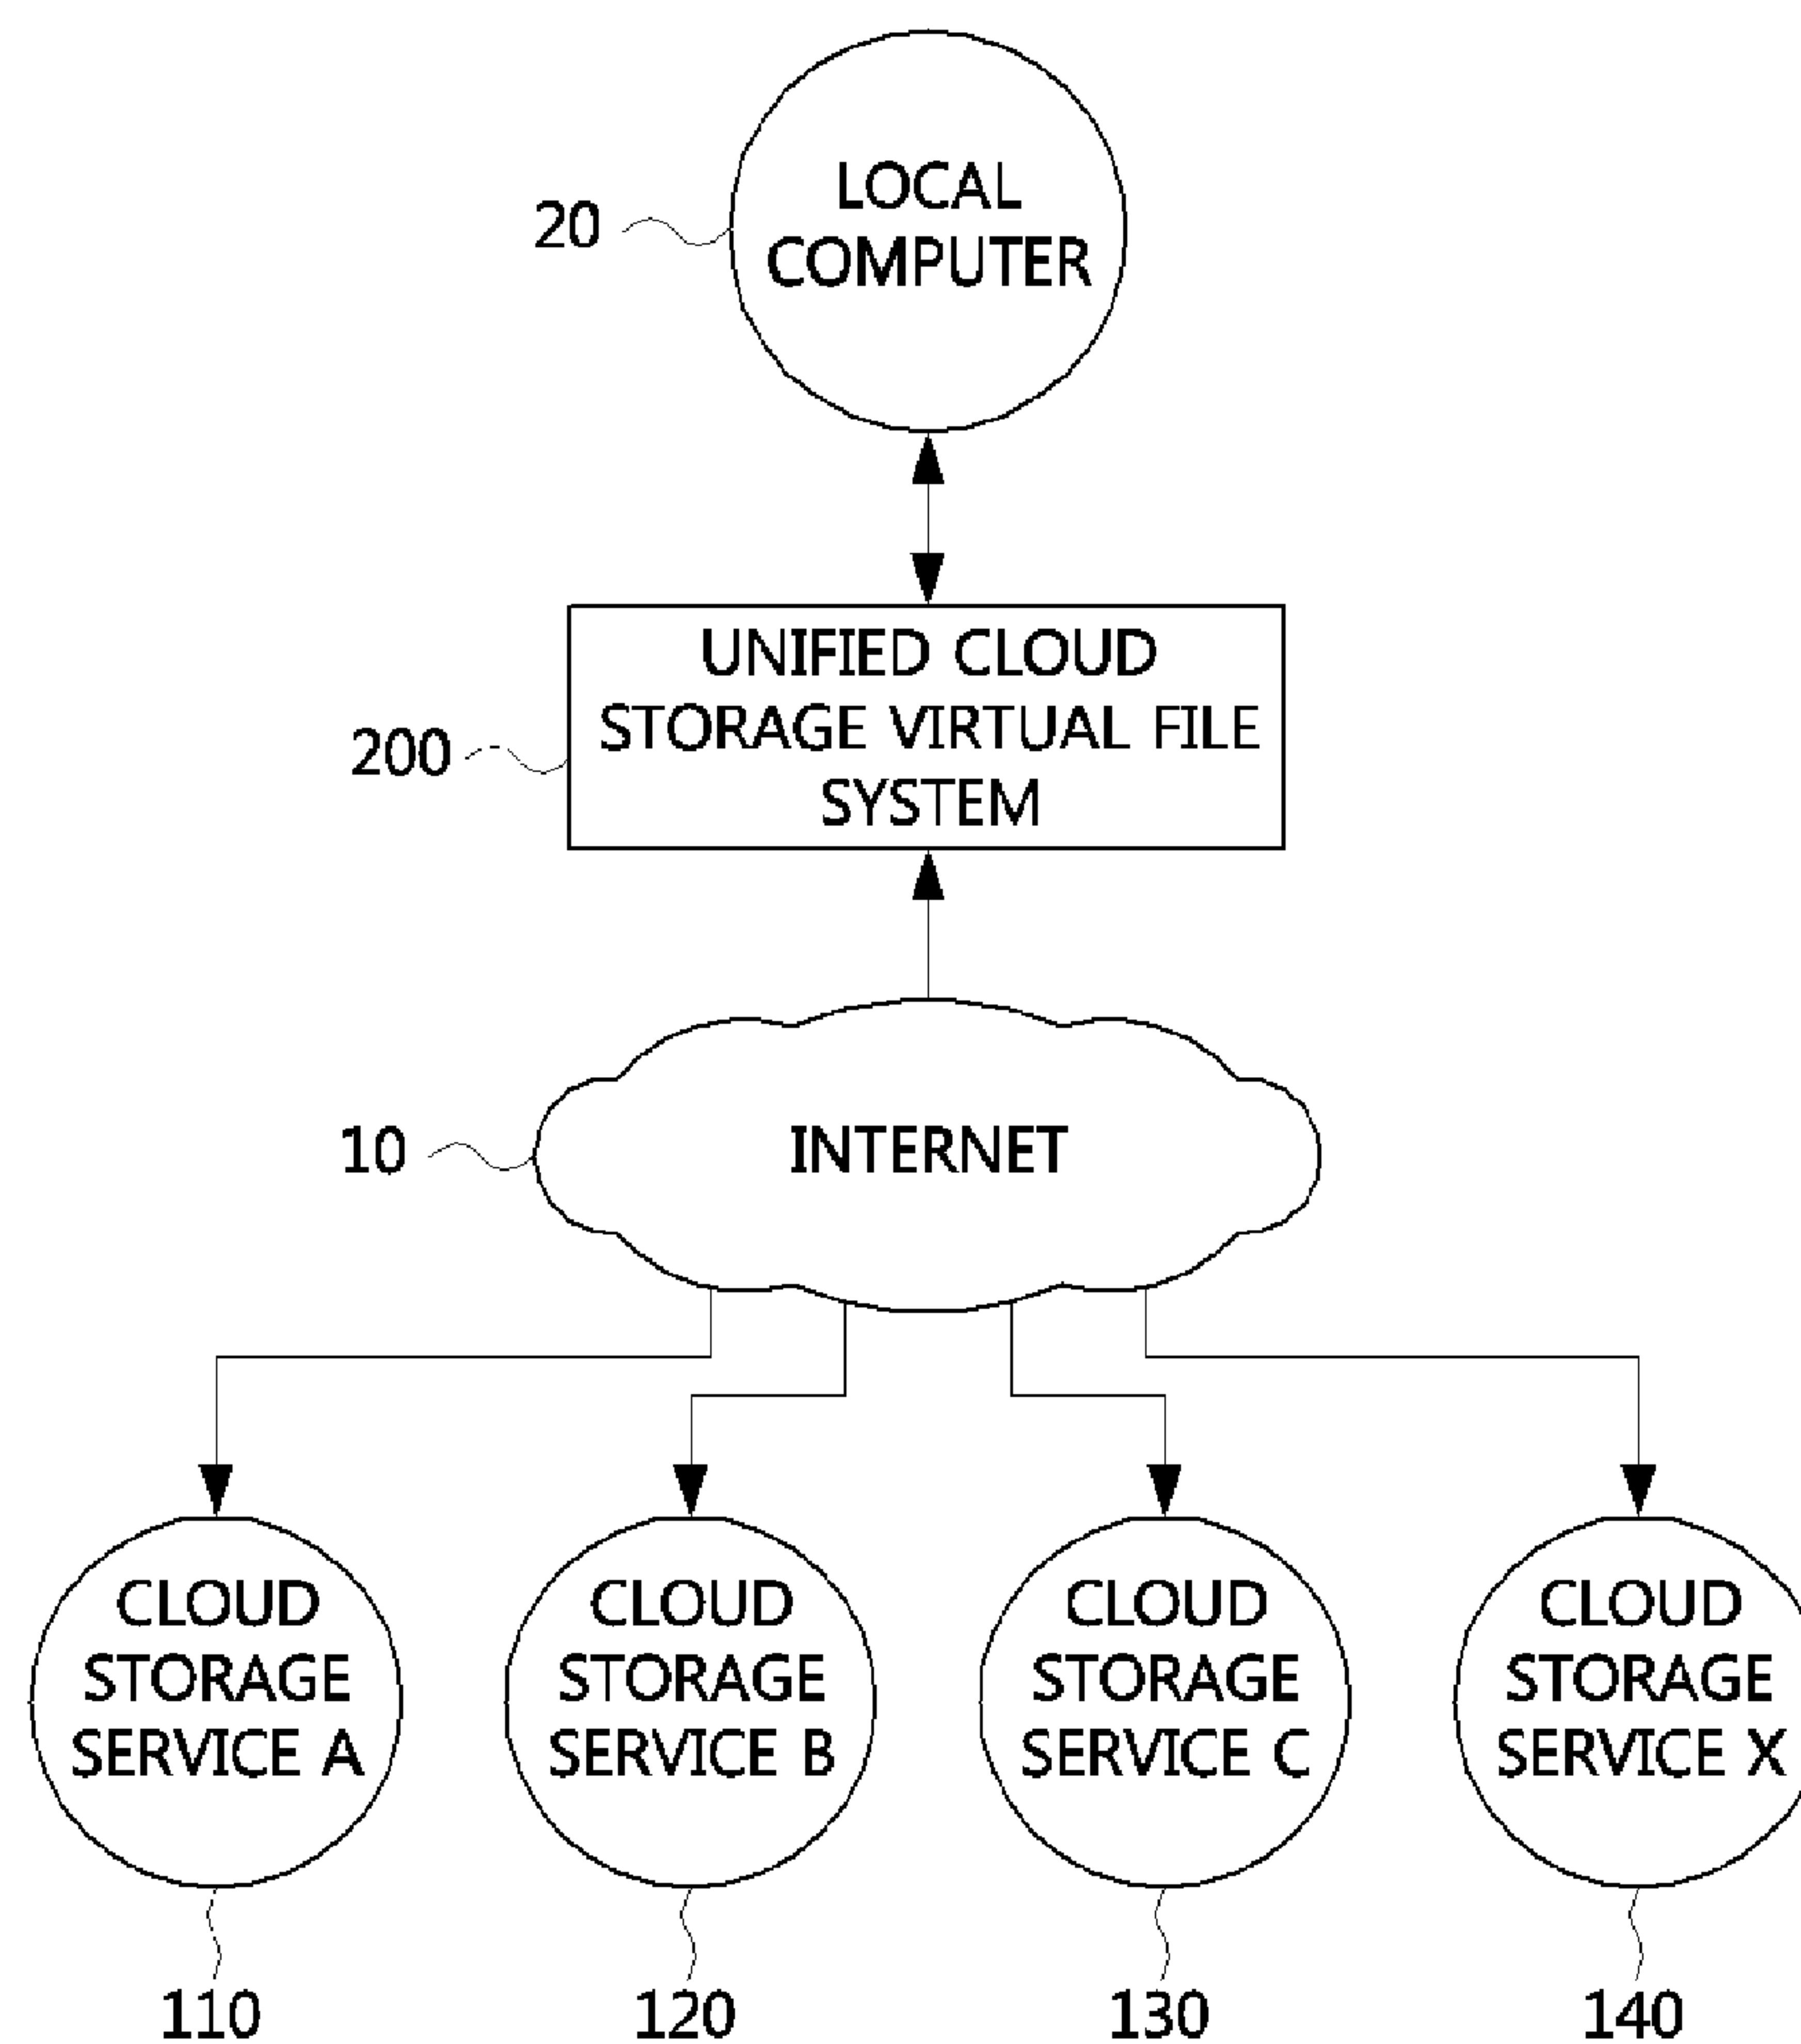 LOCAL
COMPUTER
20
UNIFIED CLOUD
STORAGE VIRTUAL FILE
SYSTEM
200
INTERNET
10
CLOUD
STORAGE
SERVICE A
CLOUD
STORAGE
SERVICE B
CLOUD
STORAGE
SERVICE C
CLOUD
STORAGE
SERVICE X
110
120
130
140